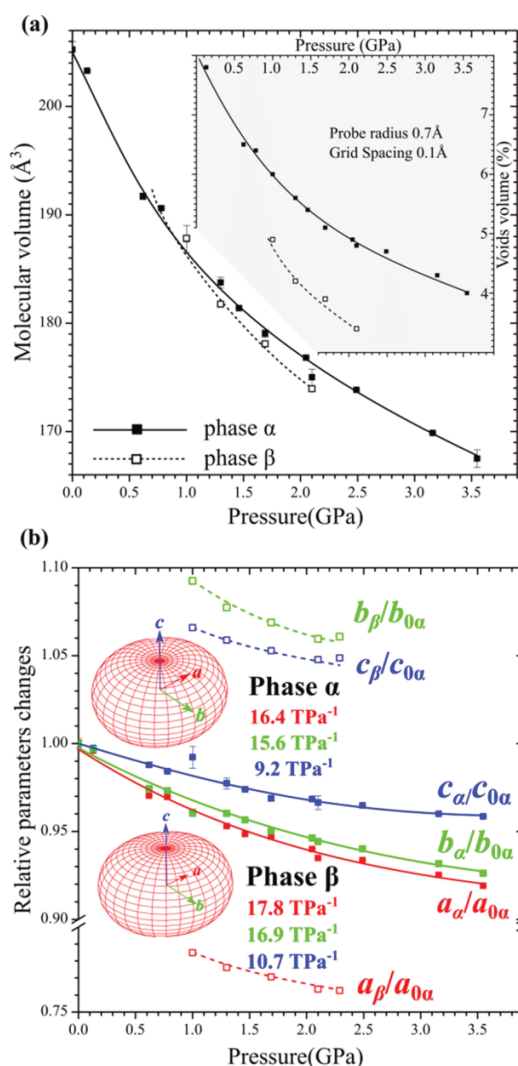 (a)
Pressure (GPa)
0.5 1.0 1.5 2.0 2.5 3.0 3.5
205
200
190
180
170
Molecular volume (Å³)
Probe radius 0.7Å
Grid Spacing 0.1Å
7
6
5
4
Voids volume (%)
phase α
phase β
0.0 0.5 1.0 1.5 2.0 2.5 3.0 3.5
Pressure(GPa)
(b)
1.10
1.05
1.00
0.95
0.90
0.75
Relative parameters changes
bβ/b0α
cβ/c0α
c
a
b
Phase α
16.4 TPa⁻¹
15.6 TPa⁻¹
9.2 TPa⁻¹
cα/c0α
bα/b0α
aα/a0α
c
a
b
Phase β
17.8 TPa⁻¹
16.9 TPa⁻¹
10.7 TPa⁻¹
aβ/a0α
0.0 0.5 1.0 1.5 2.0 2.5 3.0 3.5
Pressure(GPa)